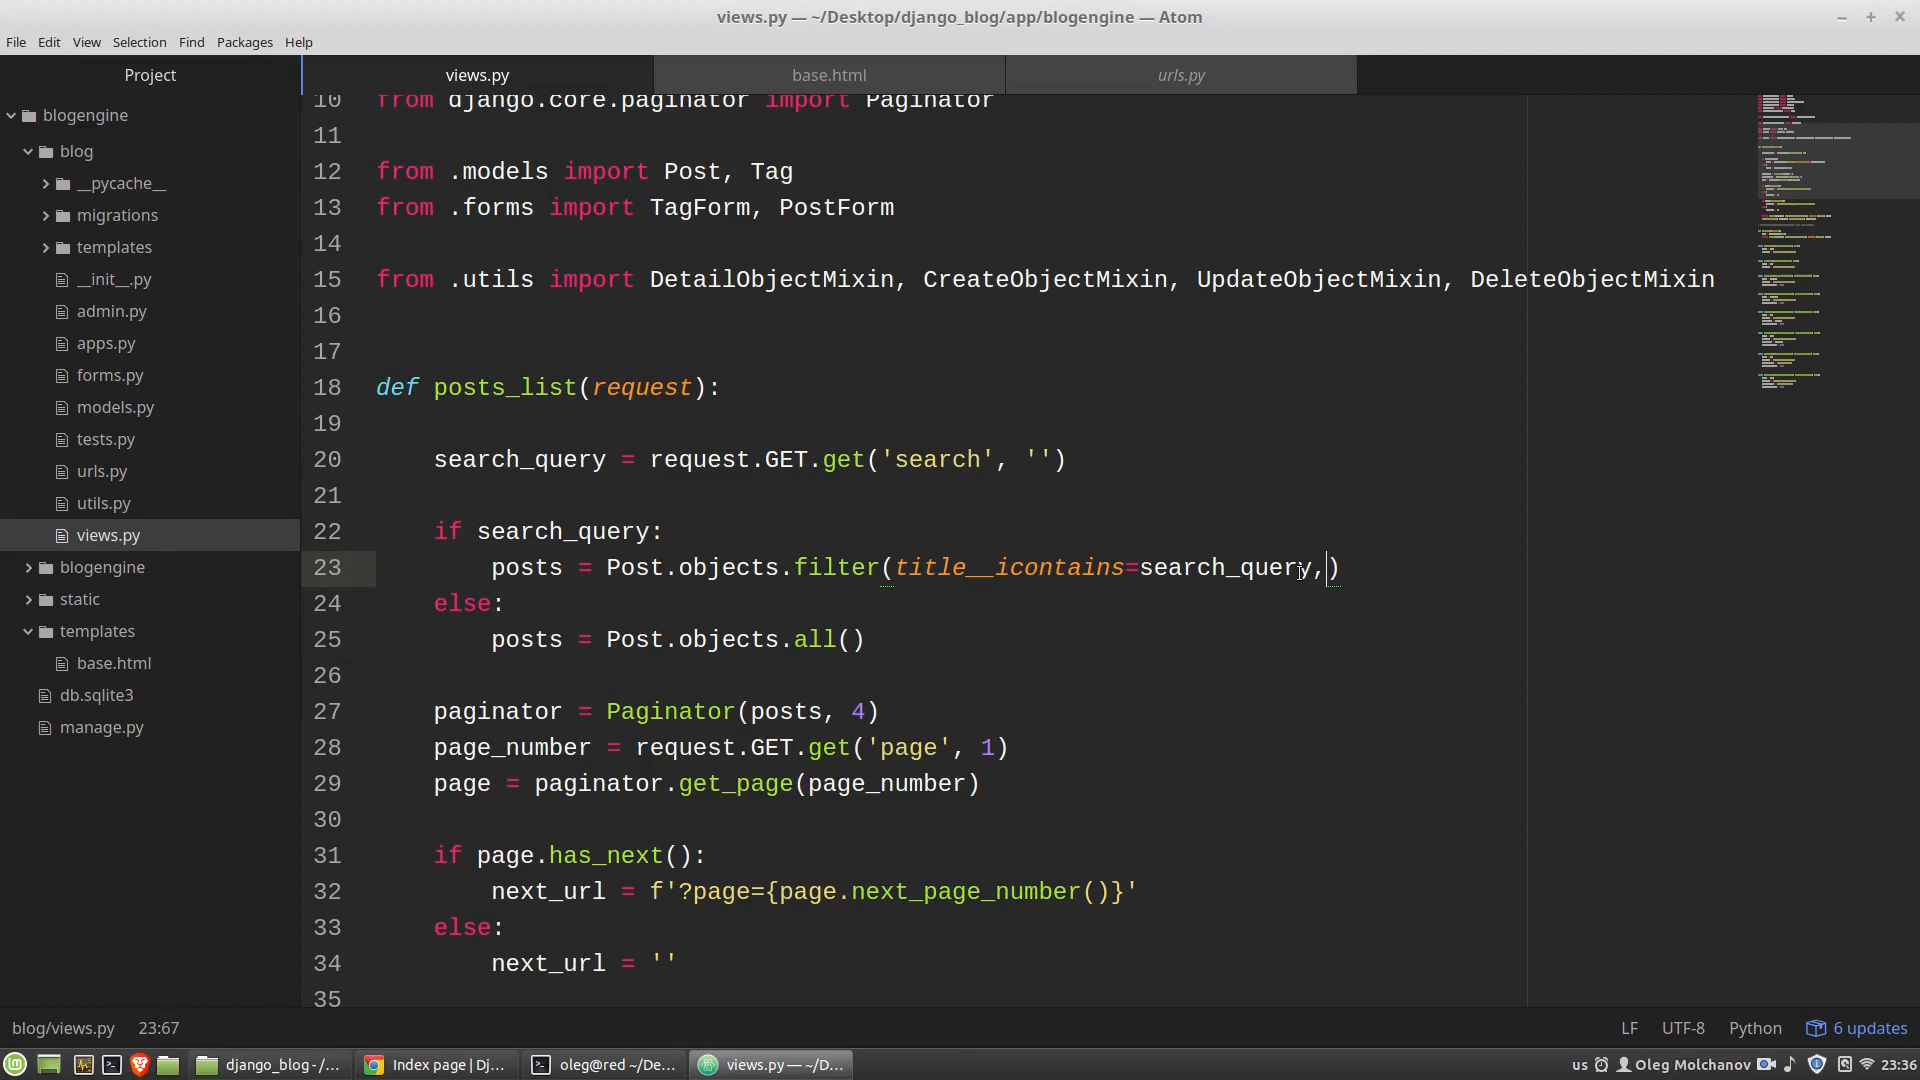 views.py — ~/Desktop/django_blog/app/blogengine — Atom
File Edit View Selection Find Packages Help
Project
views.py
base.html
urls.py
blogengine
blog
__pycache__
migrations
templates
__init__.py
admin.py
apps.py
forms.py
models.py
tests.py
urls.py
utils.py
views.py
blogengine
static
templates
base.html
db.sqlite3
manage.py
10 from django.core.paginator import Paginator
11
12 from .models import Post, Tag
13 from .forms import TagForm, PostForm
14
15 from .utils import DetailObjectMixin, CreateObjectMixin, UpdateObjectMixin, DeleteObjectMixin
16
17
18 def posts_list(request):
19
20 search_query = request.GET.get('search', '')
21
22 if search_query:
23 posts = Post.objects.filter(title__icontains=search_query,)
24 else:
25 posts = Post.objects.all()
26
27 paginator = Paginator(posts, 4)
28 page_number = request.GET.get('page', 1)
29 page = paginator.get_page(page_number)
30
31 if page.has_next():
32 next_url = f'?page={page.next_page_number()}'
33 else:
34 next_url = ''
35
blog/views.py 23:67
LF UTF-8 Python 6 updates
django_blog - /...
Index page | Dj...
oleg@red ~/De...
views.py — ~/D...
us Oleg Molchanov 23:36